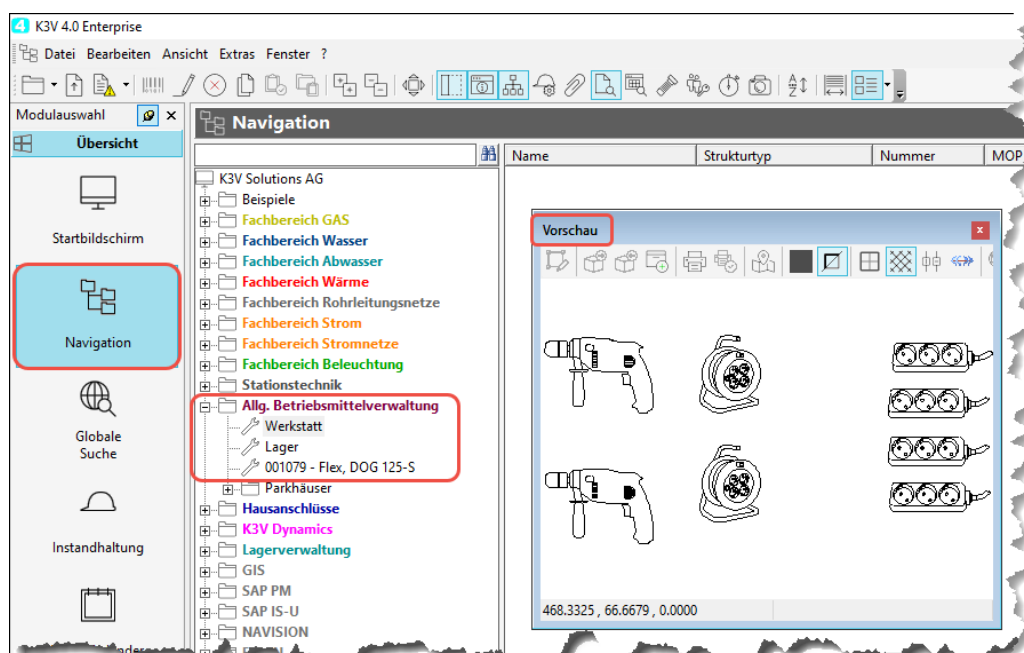 K3V 4.0 Enterprise
Datei Bearbeiten Ansicht Extras Fenster ?
Modulauswahl
Übersicht
Startbildschirm
Navigation
Globale
Suche
Instandhaltung
Navigation
K3V Solutions AG
Beispiele
Fachbereich GAS
Fachbereich Wasser
Fachbereich Abwasser
Fachbereich Wärme
Fachbereich Rohrleitungsnetze
Fachbereich Strom
Fachbereich Stromnetze
Fachbereich Beleuchtung
Stationstechnik
Allg. Betriebsmittelverwaltung
Werkstatt
Lager
001079 - Flex, DOG 125-S
Parkhäuser
Hausanschlüsse
K3V Dynamics
Lagerverwaltung
GIS
SAP PM
SAP IS-U
NAVISION
Name Strukturtyp Nummer MOP
Vorschau
468.3325 , 66.6679 , 0.0000